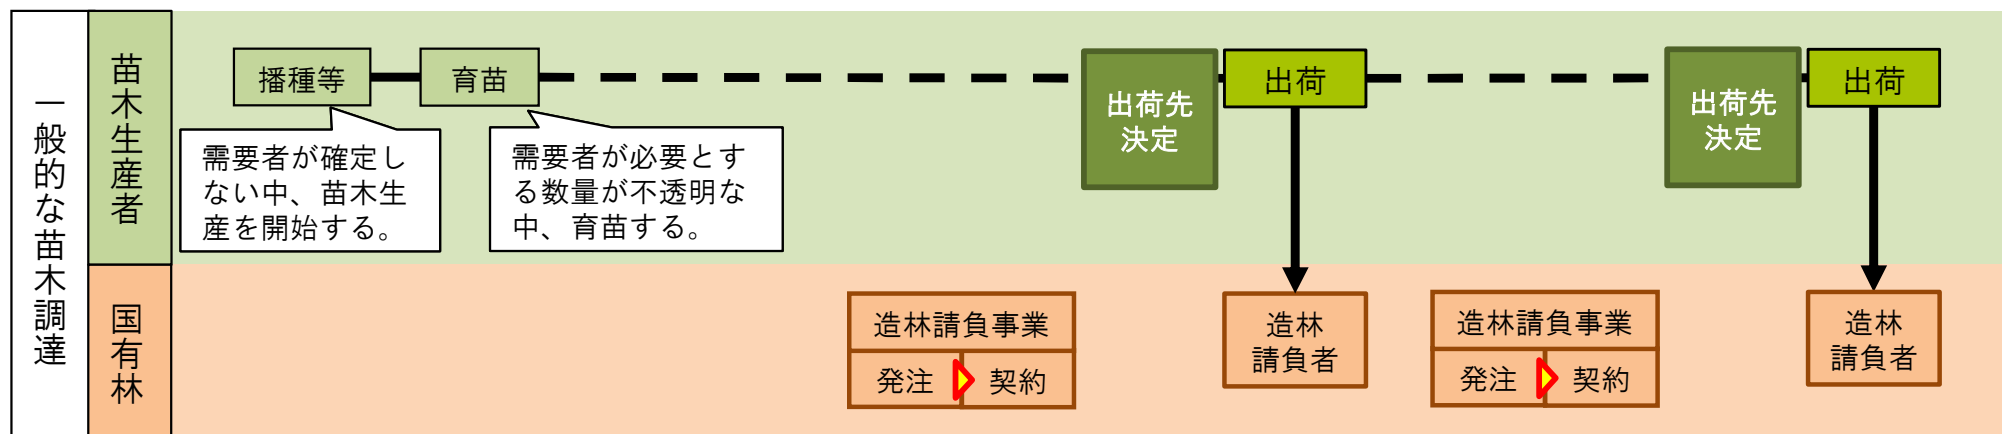 一般的な苗木調達
苗木生産者
播種等
育苗
出荷先
決定
出荷
出荷先
決定
出荷
需要者が確定し
ない中、苗木生
産を開始する。
需要者が必要とす
る数量が不透明な
中、育苗する。
国有林
造林請負事業
発注
契約
造林
請負者
造林請負事業
発注
契約
造林
請負者